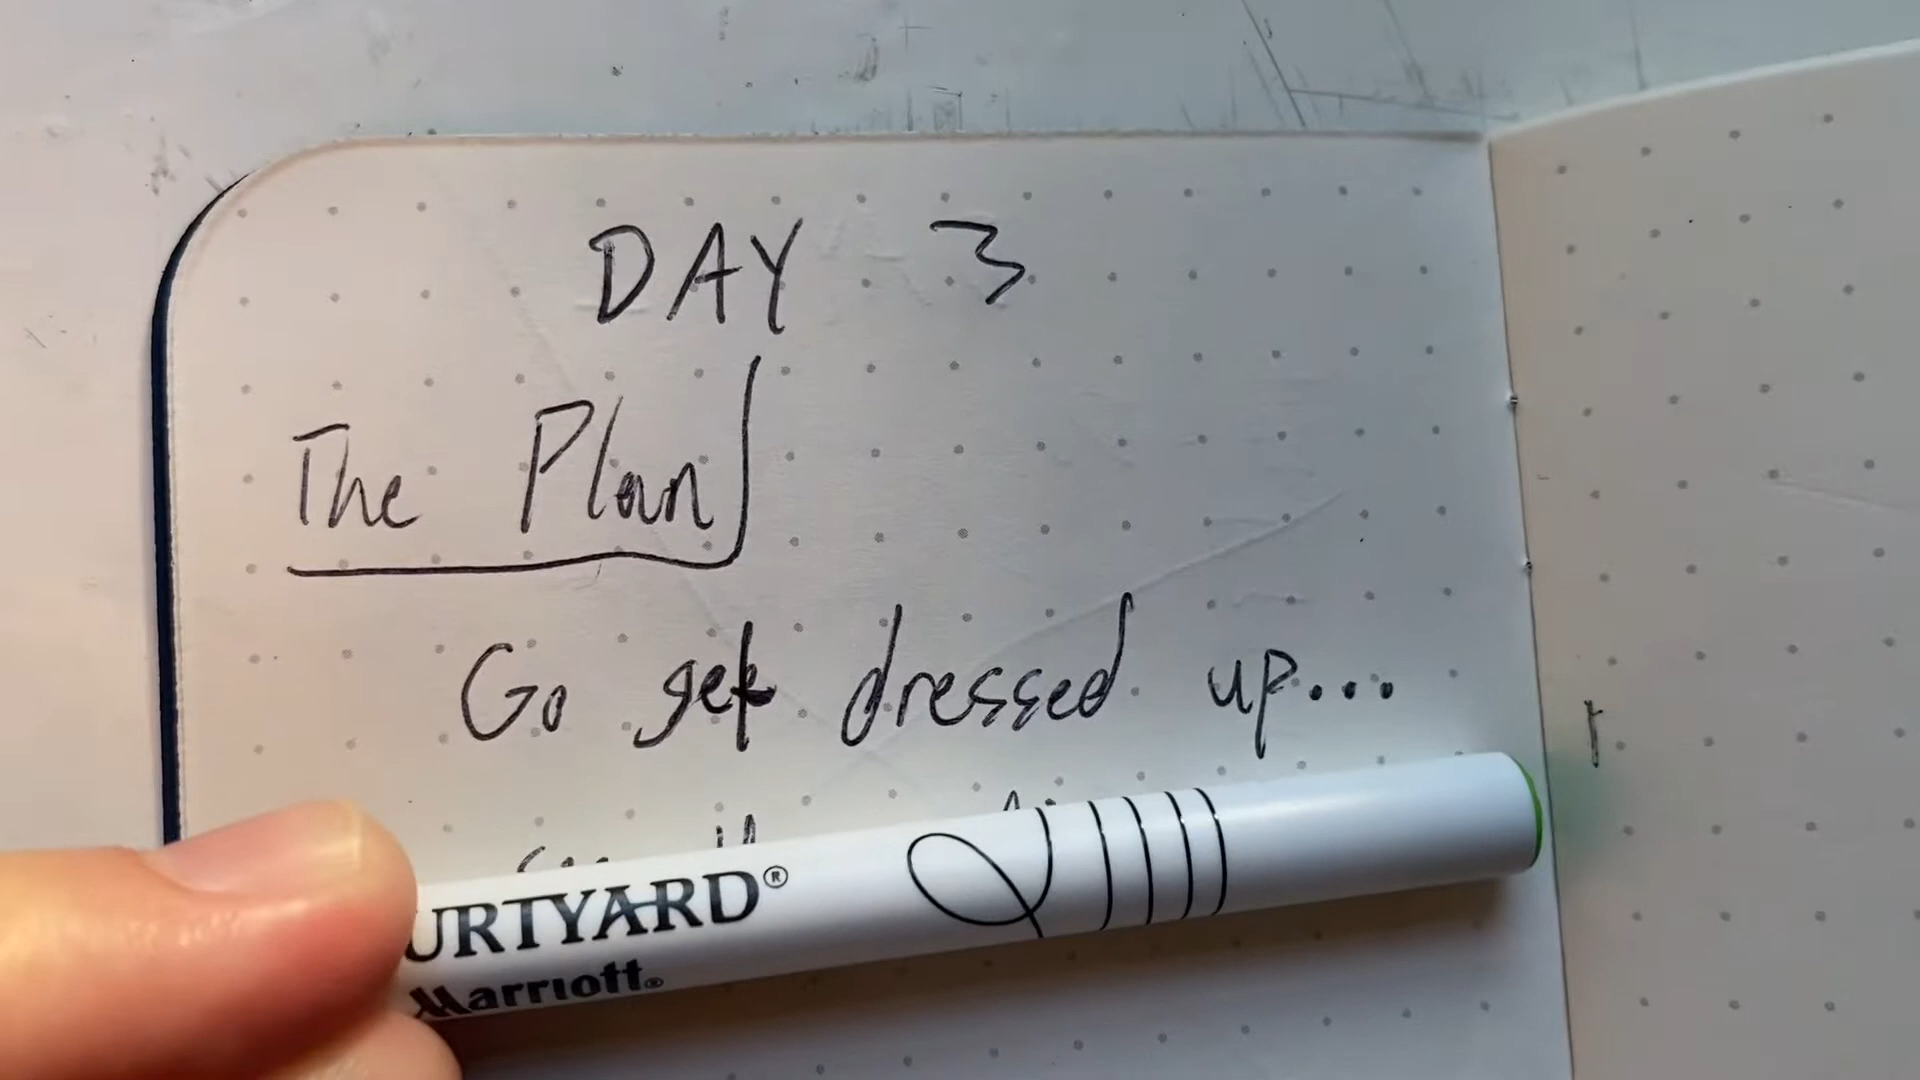 DAY 3
The Plan
Go get dressed up...
URTYARD®
Marriott®